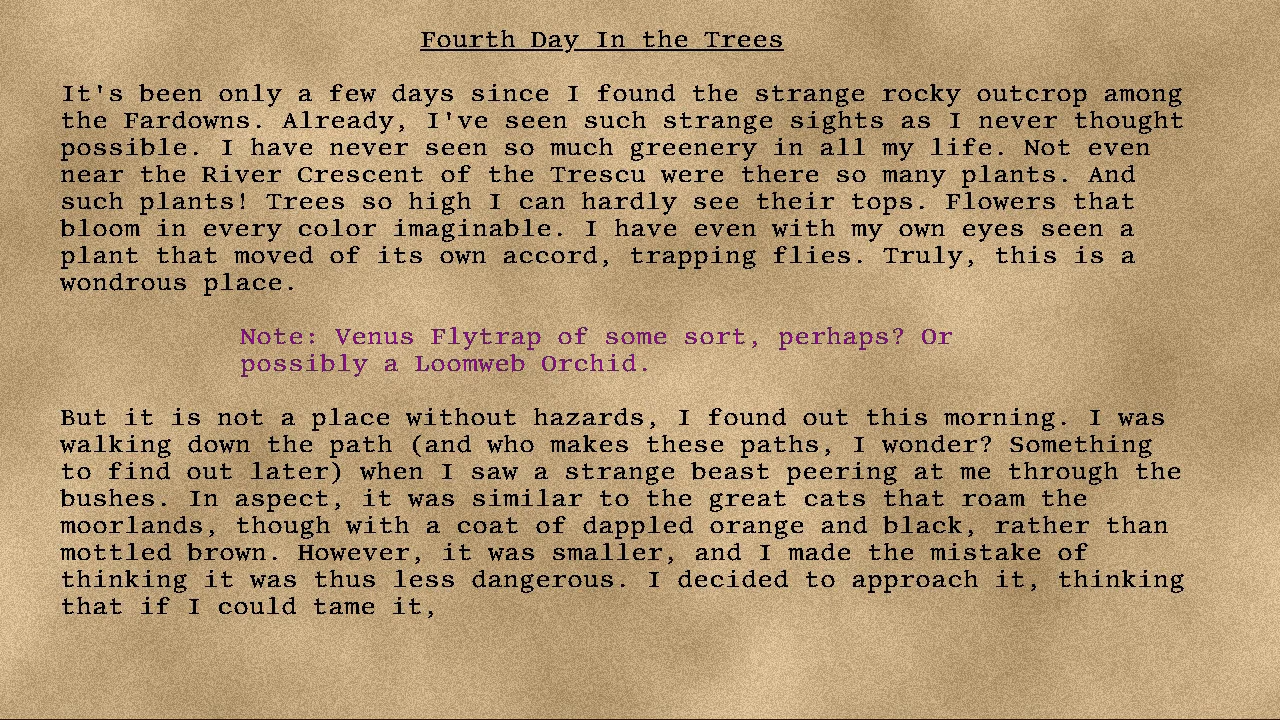 Fourth Day In the Trees
It's been only a few days since I found the strange rocky outcrop among
the Fardowns. Already, I've seen such strange sights as I never thought
possible. I have never seen so much greenery in all my life. Not even
near the River Crescent of the Trescu were there so many plants. And
such plants! Trees so high I can hardly see their tops. Flowers that
bloom in every color imaginable. I have even with my own eyes seen a
plant that moved of its own accord, trapping flies. Truly, this is a
wondrous place.
Note: Venus Flytrap of some sort, perhaps? Or
possibly a Loomweb Orchid.
But it is not a place without hazards, I found out this morning. I was
walking down the path (and who makes these paths, I wonder? Something
to find out later) when I saw a strange beast peering at me through the
bushes. In aspect, it was similar to the great cats that roam the
moorlands, though with a coat of dappled orange and black, rather than
mottled brown. However, it was smaller, and I made the mistake of
thinking it was thus less dangerous. I decided to approach it, thinking
that if I could tame it,